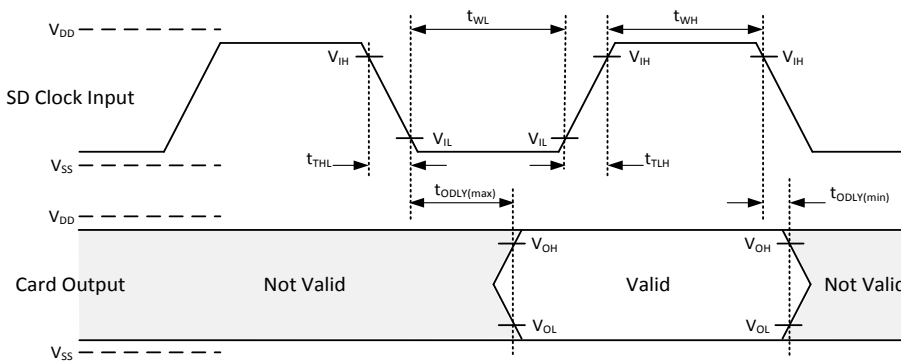 t_WL t_WH
V_DD
V_IH V_IH V_IH
SD Clock Input
V_IL V_IL
V_SS t_THL t_TLH
t_ODLY(max) t_ODLY(min)
V_DD
V_OH V_OH
Card Output Not Valid Valid Not Valid
V_OL V_OL
V_SS